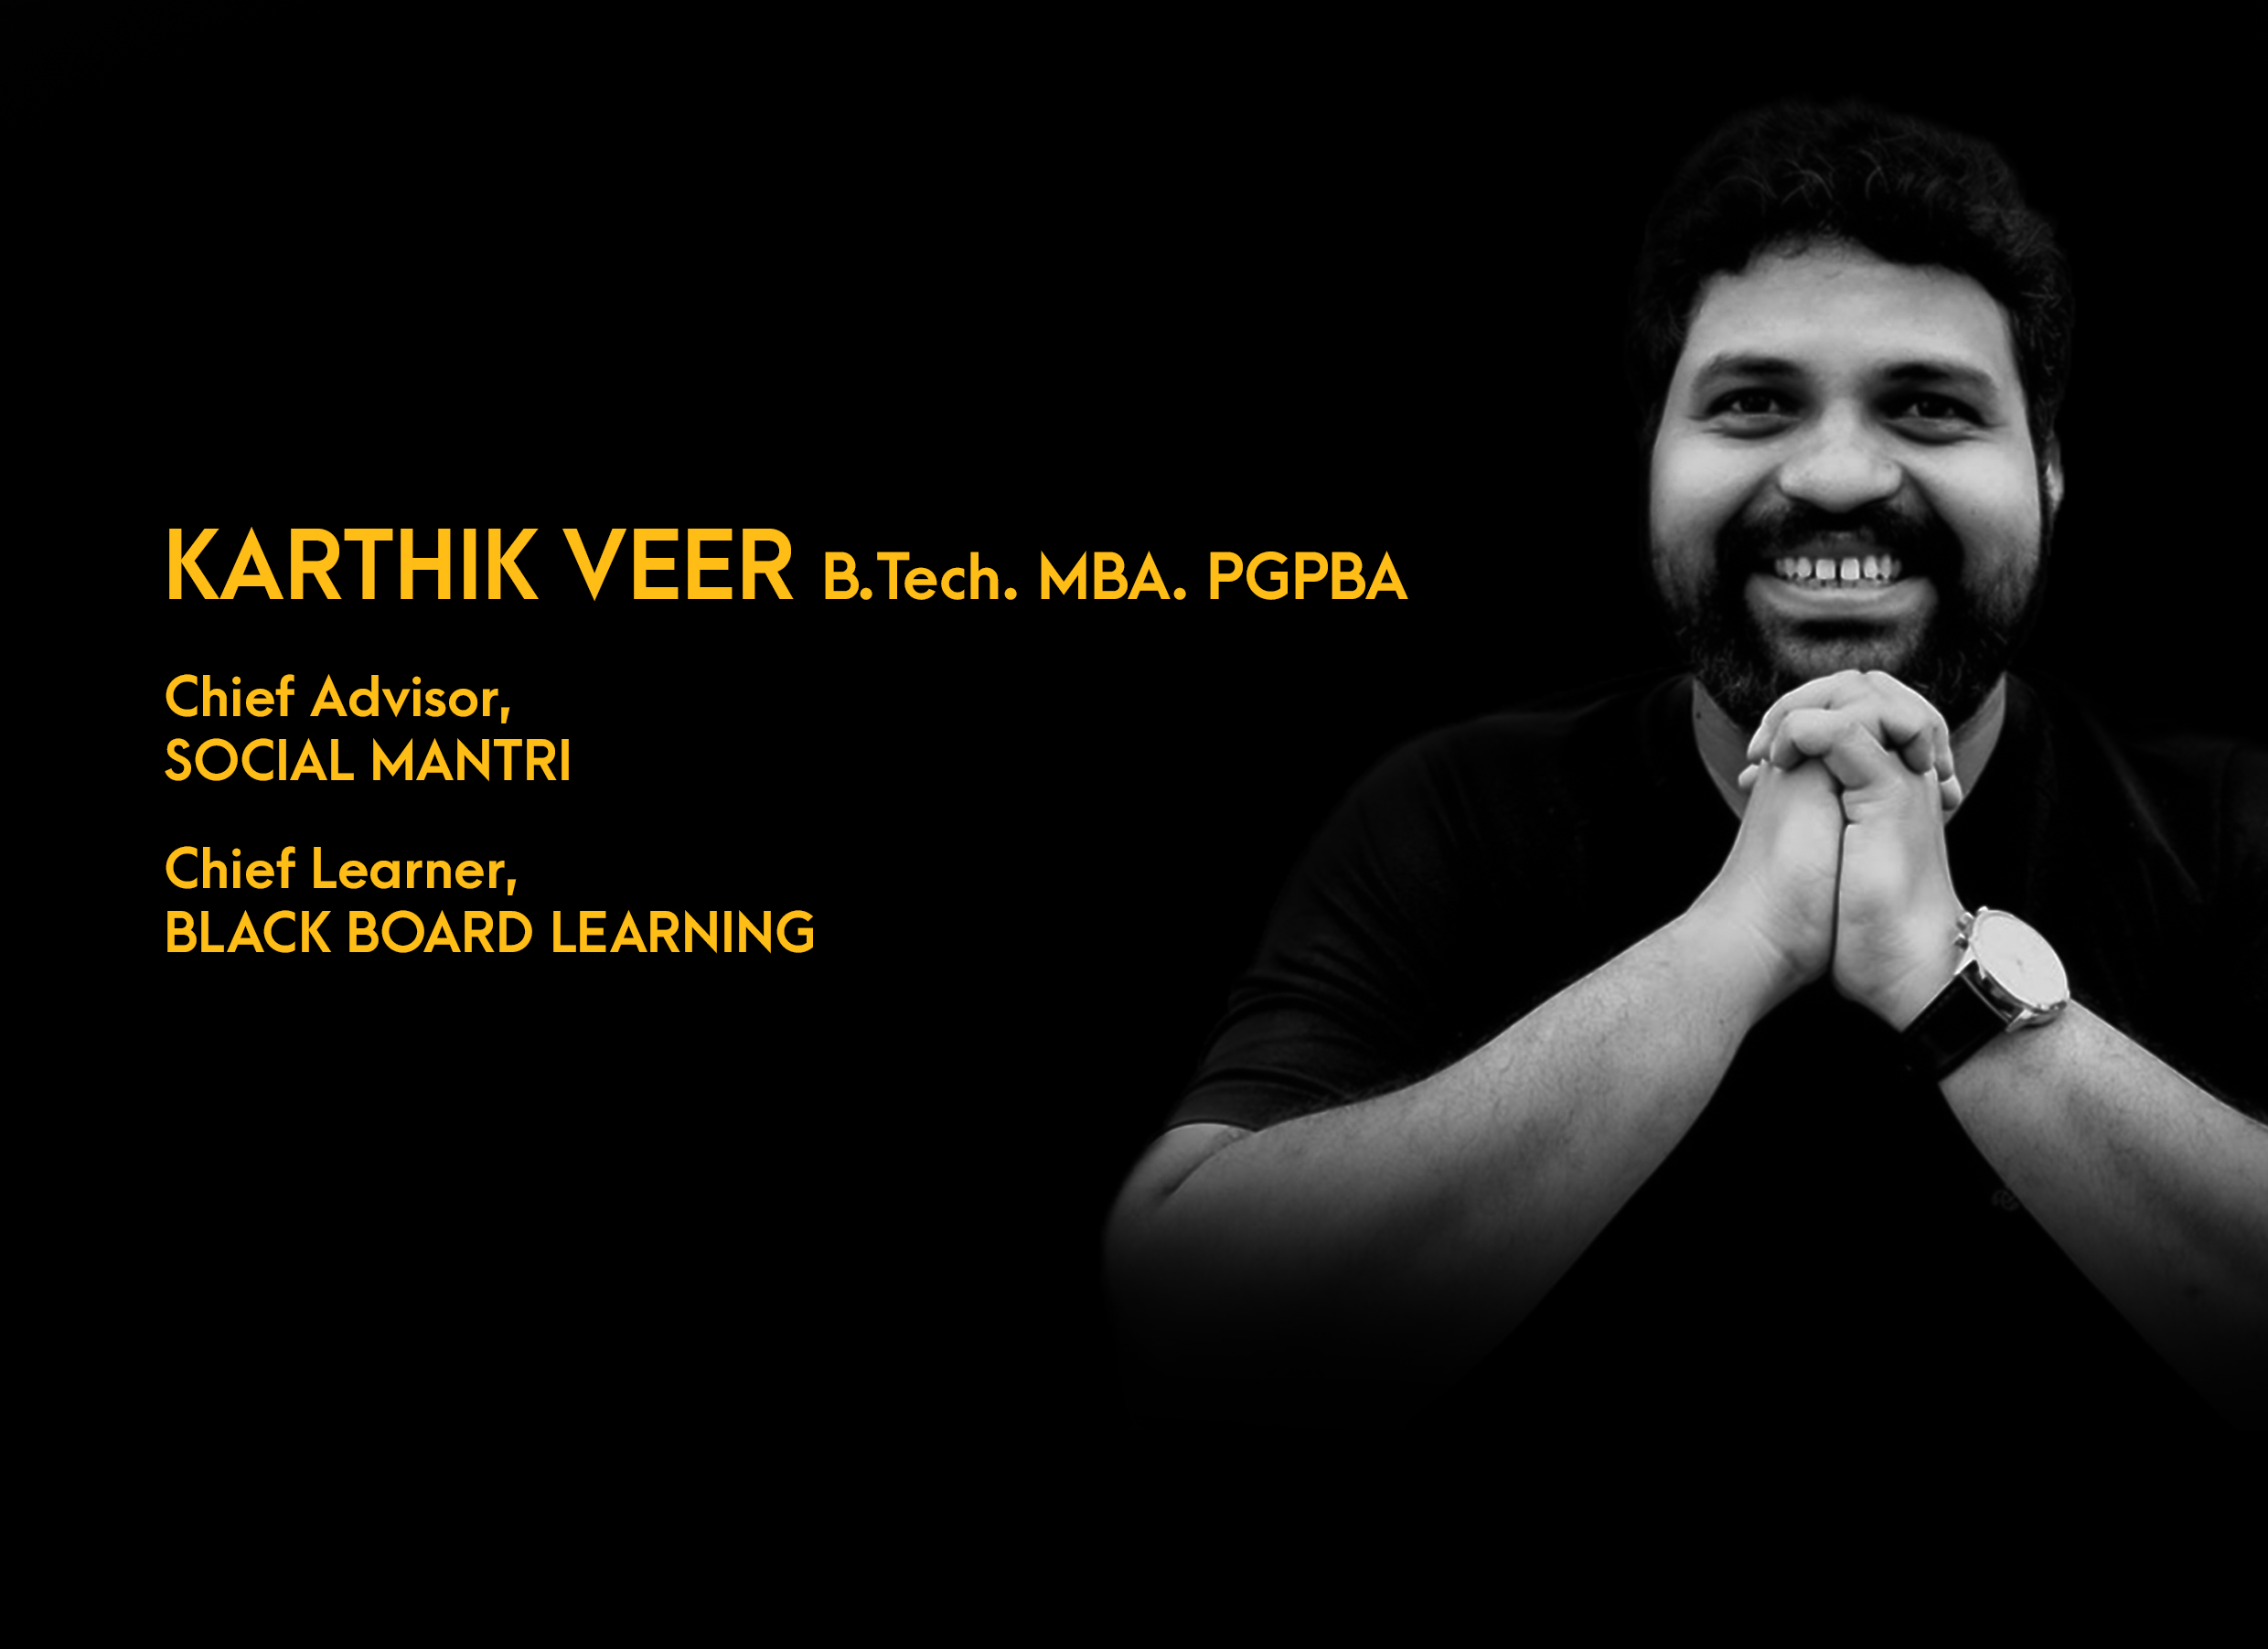 KARTHIK VEER B.Tech. MBA. PGPBA
Chief Advisor,
SOCIAL MANTRI
Chief Learner,
BLACK BOARD LEARNING